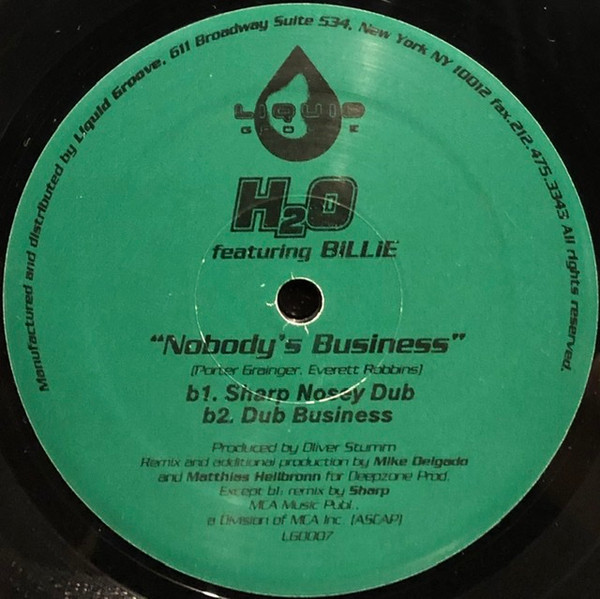 Manufactured and distributed by Liquid Groove, 611 Broadway Suite 534, New York NY 10012 fax.212.475.3343 All rights reserved.
LIQUID
H2O
featuring BILLIE
"Nobody's Business"
(Porter Grainger, Everett Robbins)
b1. Sharp Nosey Dub
b2. Dub Business
Produced by Oliver Stumm
Remix and additional production by Mike Delgado
and Matthias Heilbronn for Deepzone Prod.
Except b1: remix by Sharp
MCA Music Publ.,
a Division of MCA Inc. (ASCAP)
LG0007